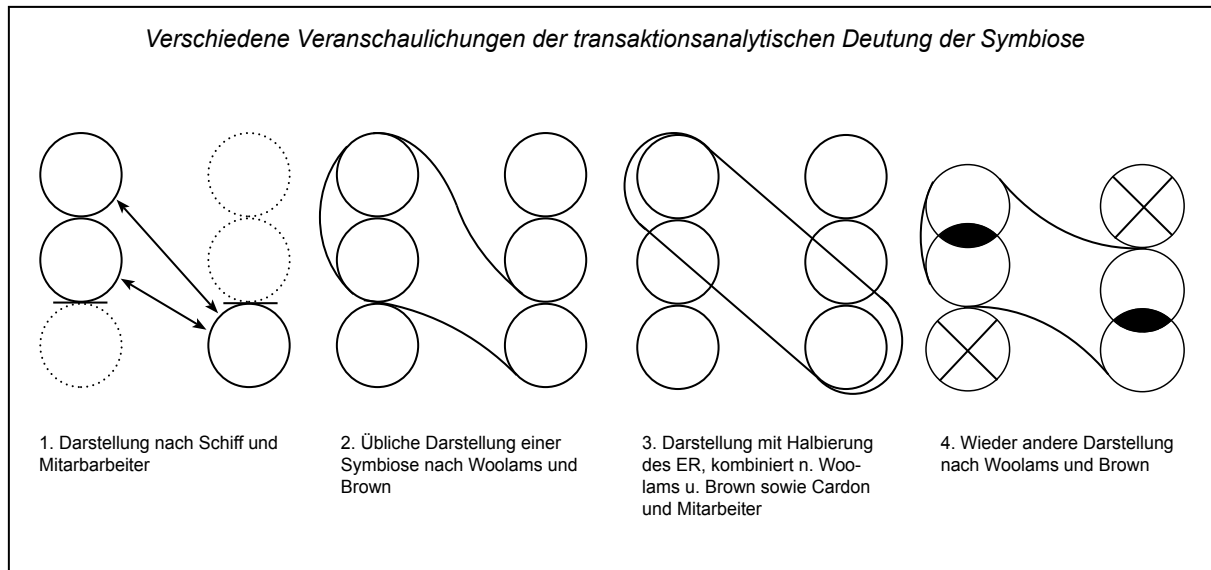 Verschiedene Veranschaulichungen der transaktionsanalytischen Deutung der Symbiose
1. Darstellung nach Schiff und
Mitarbarbeiter
2. Übliche Darstellung einer
Symbiose nach Woolams und
Brown
3. Darstellung mit Halbierung
des ER, kombiniert n. Woo-
lams u. Brown sowie Cardon
und Mitarbeiter
4. Wieder andere Darstellung
nach Woolams und Brown